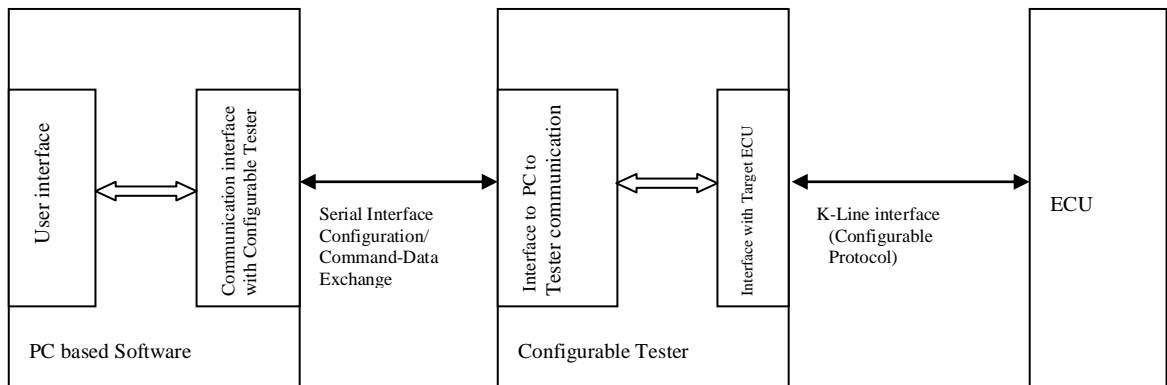 User interface
Communication interface
with Configurable Tester
Serial Interface
Configuration/
Command-Data
Exchange
Interface to PC to
Tester communication
Interface with Target ECU
K-Line interface
(Configurable
Protocol)
ECU
PC based Software
Configurable Tester